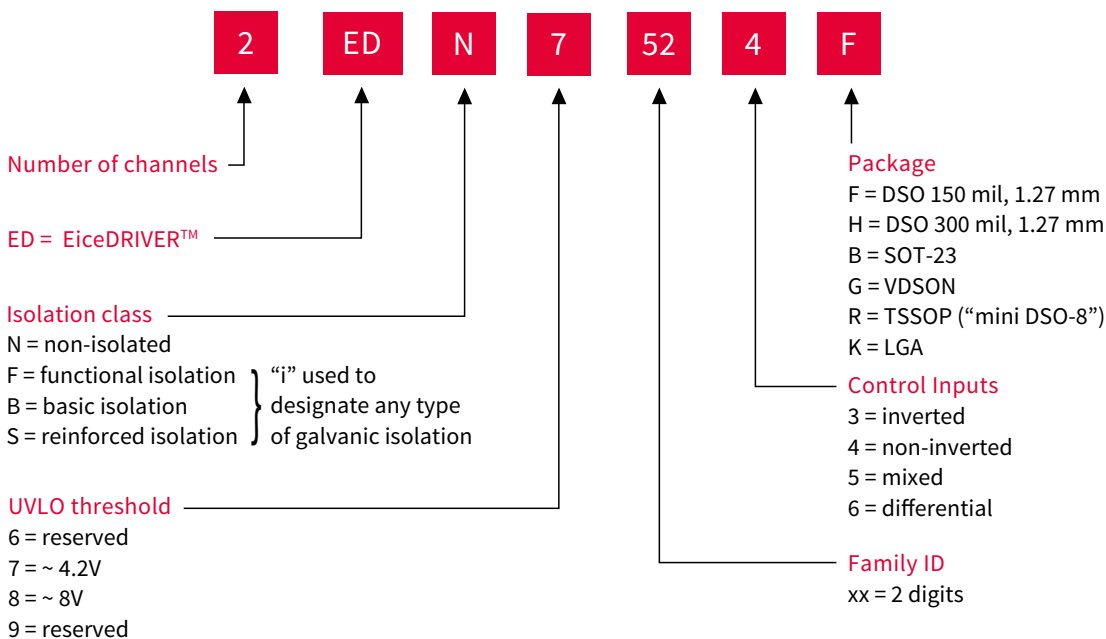 2 ED N 7 52 4 F
Number of channels
ED = EiceDRIVER™
Isolation class
N = non-isolated
F = functional isolation
B = basic isolation
S = reinforced isolation
} "i" used to
designate any type
of galvanic isolation
UVLO threshold
6 = reserved
7 = ~ 4.2V
8 = ~ 8V
9 = reserved
Package
F = DSO 150 mil, 1.27 mm
H = DSO 300 mil, 1.27 mm
B = SOT-23
G = VDSON
R = TSSOP (“mini DSO-8”)
K = LGA
Control Inputs
3 = inverted
4 = non-inverted
5 = mixed
6 = differential
Family ID
xx = 2 digits